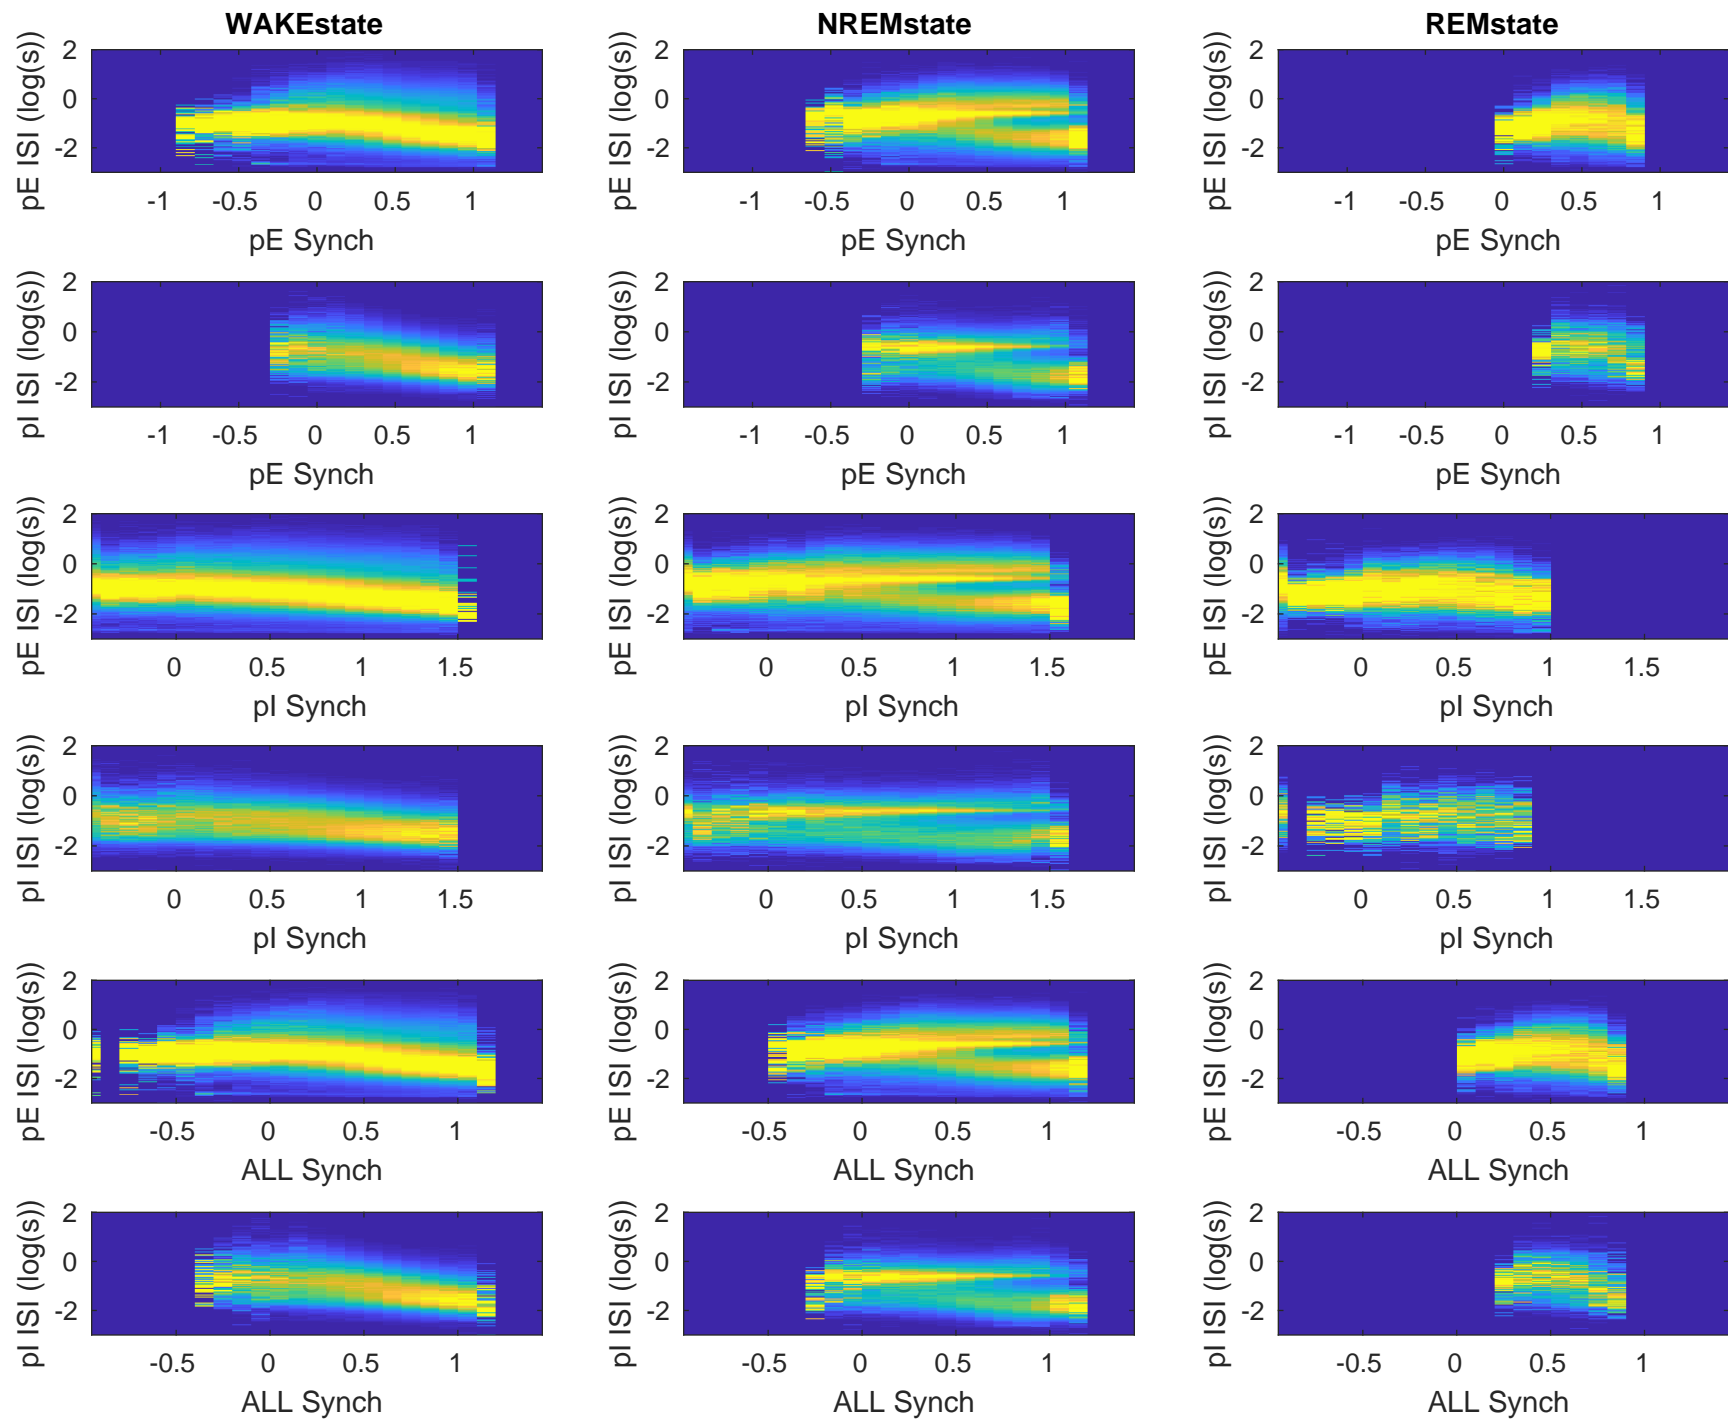 WAKEstate NREMstate REMstate
pE ISI (log(s)) 2 0 -2 pE ISI (log(s)) 2 0 -2 pE ISI (log(s)) 2 0 -2
-1 -0.5 0 0.5 1 -1 -0.5 0 0.5 1 -1 -0.5 0 0.5 1
pE Synch pE Synch pE Synch
pI ISI (log(s)) 2 0 -2 pI ISI (log(s)) 2 0 -2 pI ISI (log(s)) 2 0 -2
-1 -0.5 0 0.5 1 -1 -0.5 0 0.5 1 -1 -0.5 0 0.5 1
pE Synch pE Synch pE Synch
pE ISI (log(s)) 2 0 -2 pE ISI (log(s)) 2 0 -2 pE ISI (log(s)) 2 0 -2
0 0.5 1 1.5 0 0.5 1 1.5 0 0.5 1 1.5
pI Synch pI Synch pI Synch
pI ISI (log(s)) 2 0 -2 pI ISI (log(s)) 2 0 -2 pI ISI (log(s)) 2 0 -2
0 0.5 1 1.5 0 0.5 1 1.5 0 0.5 1 1.5
pI Synch pI Synch pI Synch
pE ISI (log(s)) 2 0 -2 pE ISI (log(s)) 2 0 -2 pE ISI (log(s)) 2 0 -2
-0.5 0 0.5 1 -0.5 0 0.5 1 -0.5 0 0.5 1
ALL Synch ALL Synch ALL Synch
pI ISI (log(s)) 2 0 -2 pI ISI (log(s)) 2 0 -2 pI ISI (log(s)) 2 0 -2
-0.5 0 0.5 1 -0.5 0 0.5 1 -0.5 0 0.5 1
ALL Synch ALL Synch ALL Synch